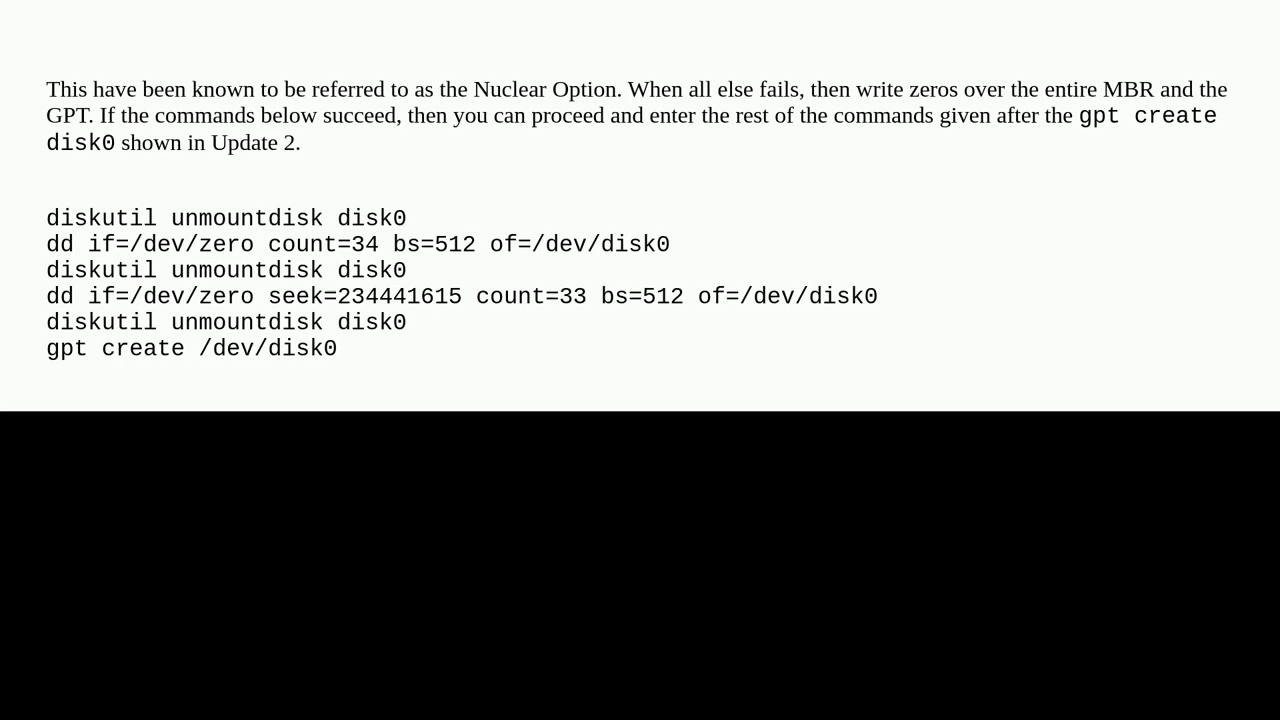 This have been known to be referred to as the Nuclear Option. When all else fails, then write zeros over the entire MBR and the
GPT. If the commands below succeed, then you can proceed and enter the rest of the commands given after the gpt create
disk0 shown in Update 2.
diskutil unmountdisk disk0
dd if=/dev/zero count=34 bs=512 of=/dev/disk0
diskutil unmountdisk disk0
dd if=/dev/zero seek=234441615 count=33 bs=512 of=/dev/disk0
diskutil unmountdisk disk0
gpt create /dev/disk0